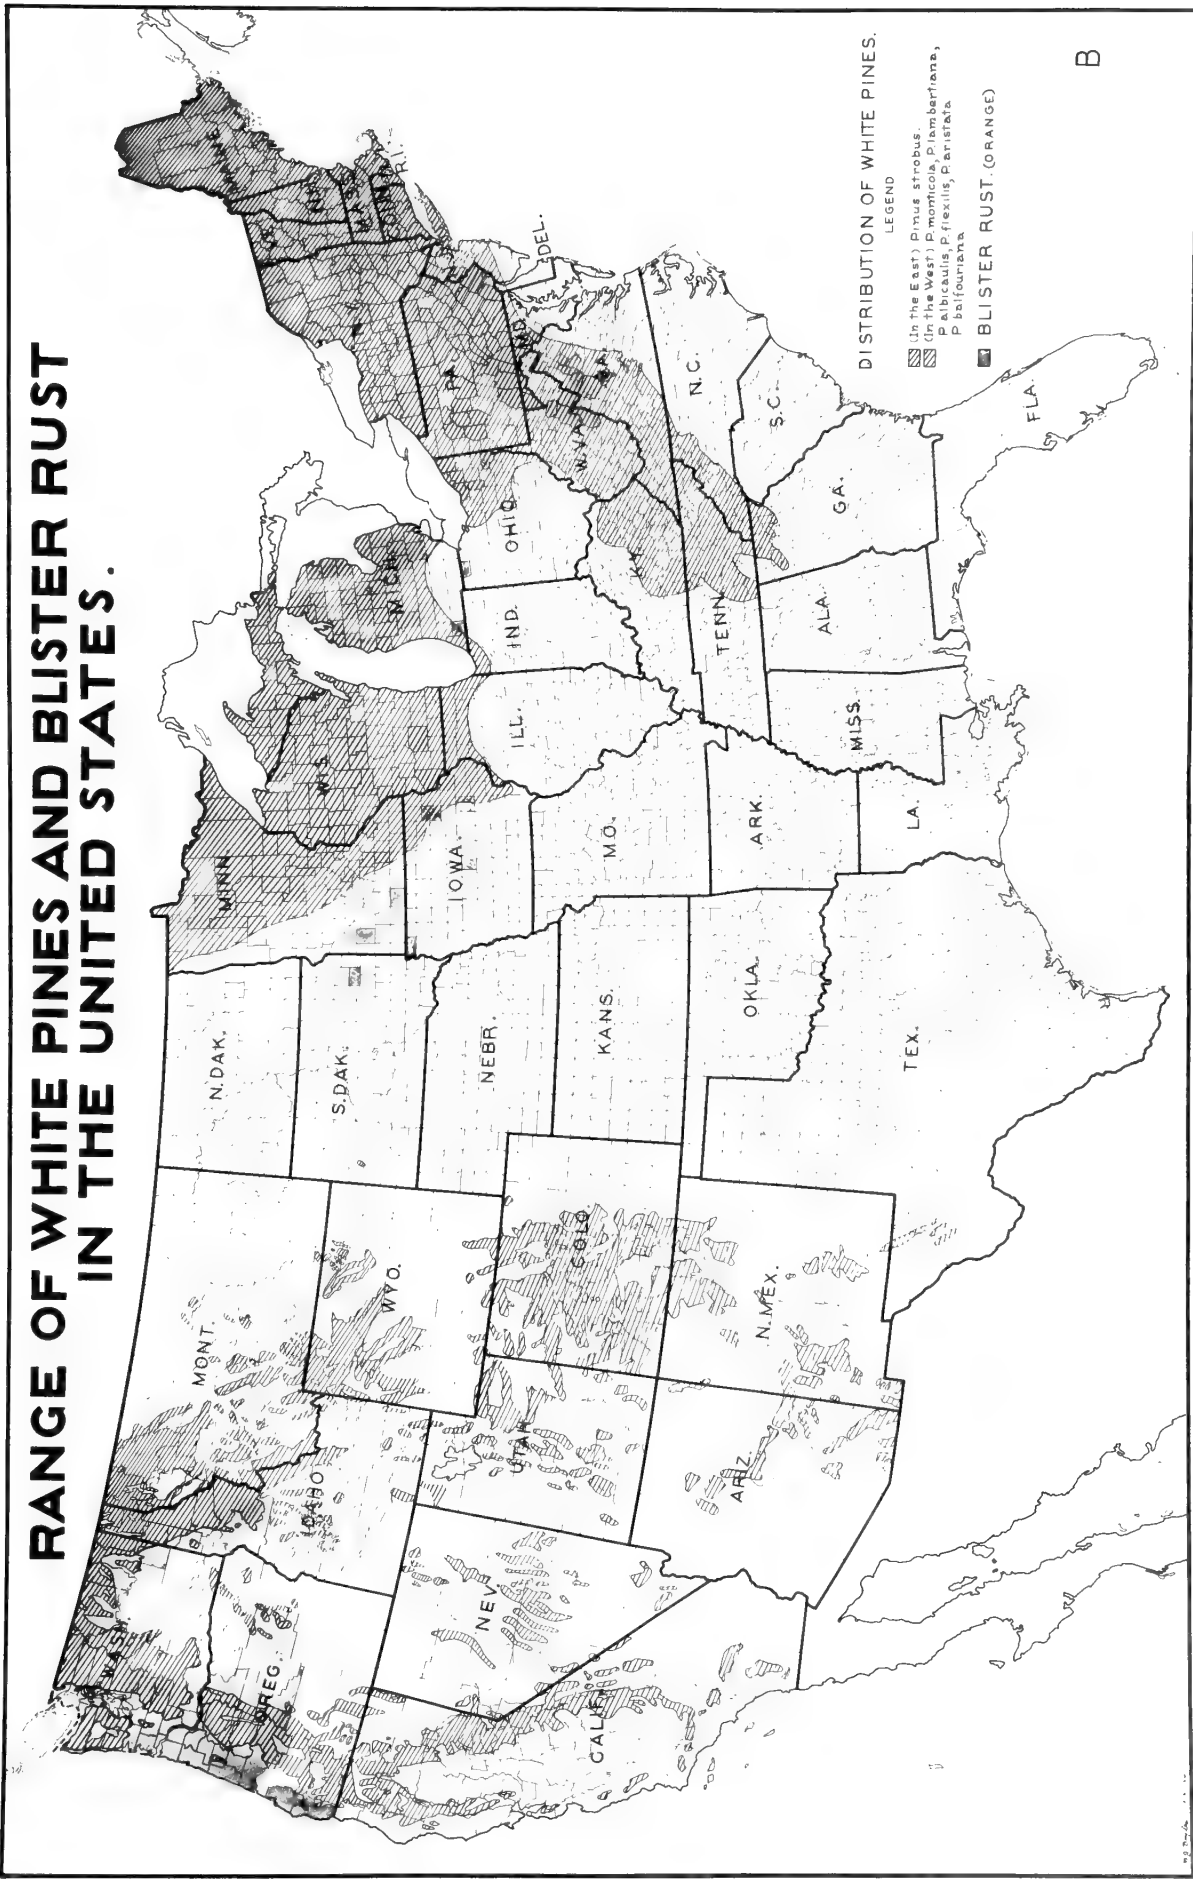 RANGE OF WHITE PINES AND BLISTER RUST
IN THE UNITED STATES.
WASH.
OREG.
CALIF.
NEV.
IDAHO
MONT.
WYO.
UTAH
COLO.
ARIZ.
N.MEX.
N.DAK.
S.DAK.
NEBR.
KANS.
OKLA.
TEX.
MINN.
IOWA.
MO.
ARK.
LA.
WIS.
ILL.
MICH.
IND.
OHIO.
KY.
TENN.
MISS.
ALA.
GA.
FLA.
S.C.
N.C.
VA.
W.VA.
MD.
DEL.
PA.
N.J.
VT.
N.H.
MAINE
MASS.
CONN.
R.I.
DISTRIBUTION OF WHITE PINES.
LEGEND
(In the East) Pinus strobus.
(In the West) P. monticola, P. lambertiana,
P. albicaulis, P. flexilis, P. aristata
P. balfouriana
BLISTER RUST. (ORANGE)
B